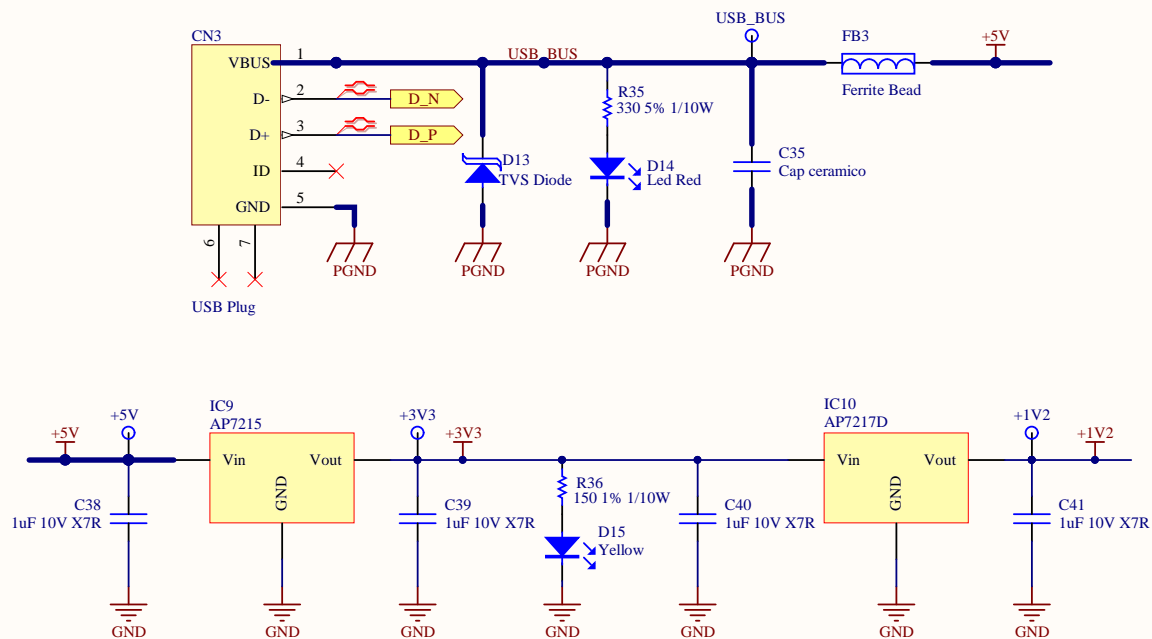 USB_BUS
CN3
FB3
+5V
1
VBUS
USB_BUS
2
D-
D_N
R35
330 5% 1/10W
Ferrite Bead
3
D+
D_P
D13
TVS Diode
D14
Led Red
C35
Cap ceramico
4
ID
5
GND
6
7
PGND
PGND
PGND
PGND
USB Plug
IC9
AP7215
IC10
AP7217D
+5V
+5V
+3V3
+3V3
+1V2
+1V2
Vin
Vout
GND
Vin
Vout
GND
C38
1uF 10V X7R
C39
1uF 10V X7R
R36
150 1% 1/10W
D15
Yellow
C40
1uF 10V X7R
C41
1uF 10V X7R
GND
GND
GND
GND
GND
GND
GND